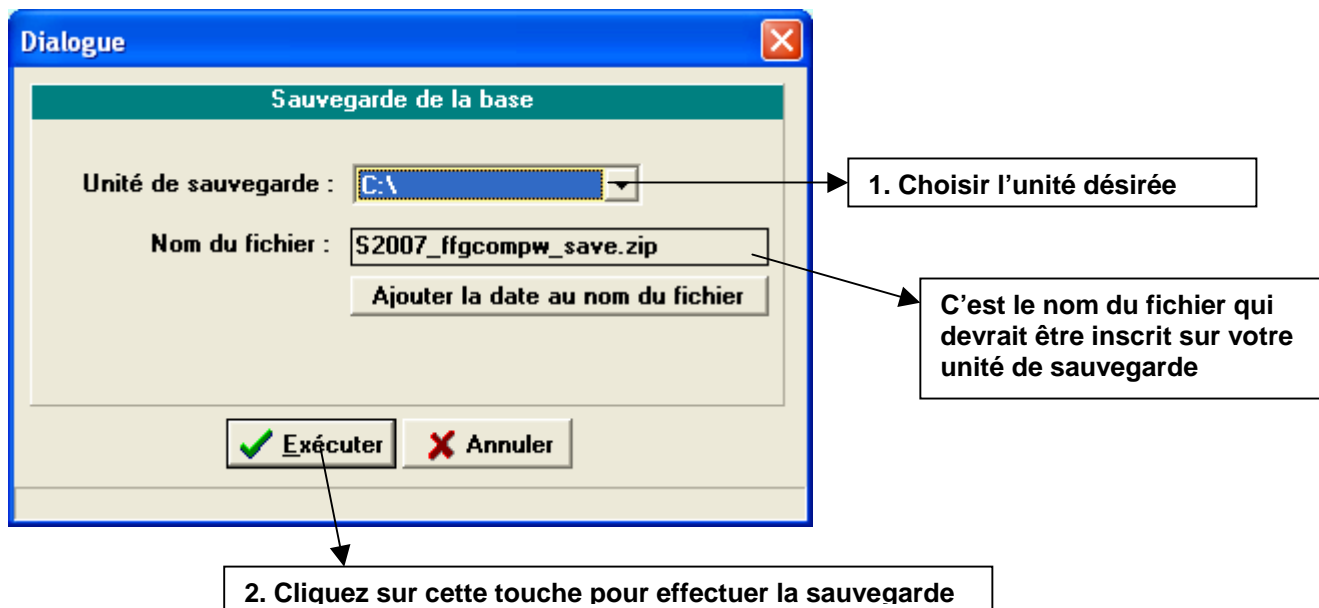 Dialogue
Sauvegarde de la base
Unité de sauvegarde : C:\
1. Choisir l’unité désirée
Nom du fichier : S2007_ffgcompw_save.zip
Ajouter la date au nom du fichier
C’est le nom du fichier qui
devrait être inscrit sur votre
unité de sauvegarde
Exécuter Annuler
2. Cliquez sur cette touche pour effectuer la sauvegarde